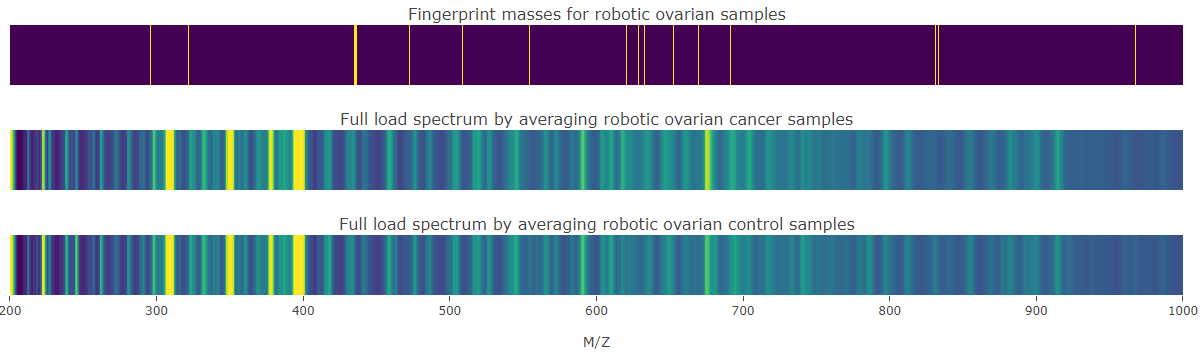 Fingerprint masses for robotic ovarian samples
Full load spectrum by averaging robotic ovarian cancer samples
Full load spectrum by averaging robotic ovarian control samples
200 300 400 500 600 700 800 900 1000
M/Z